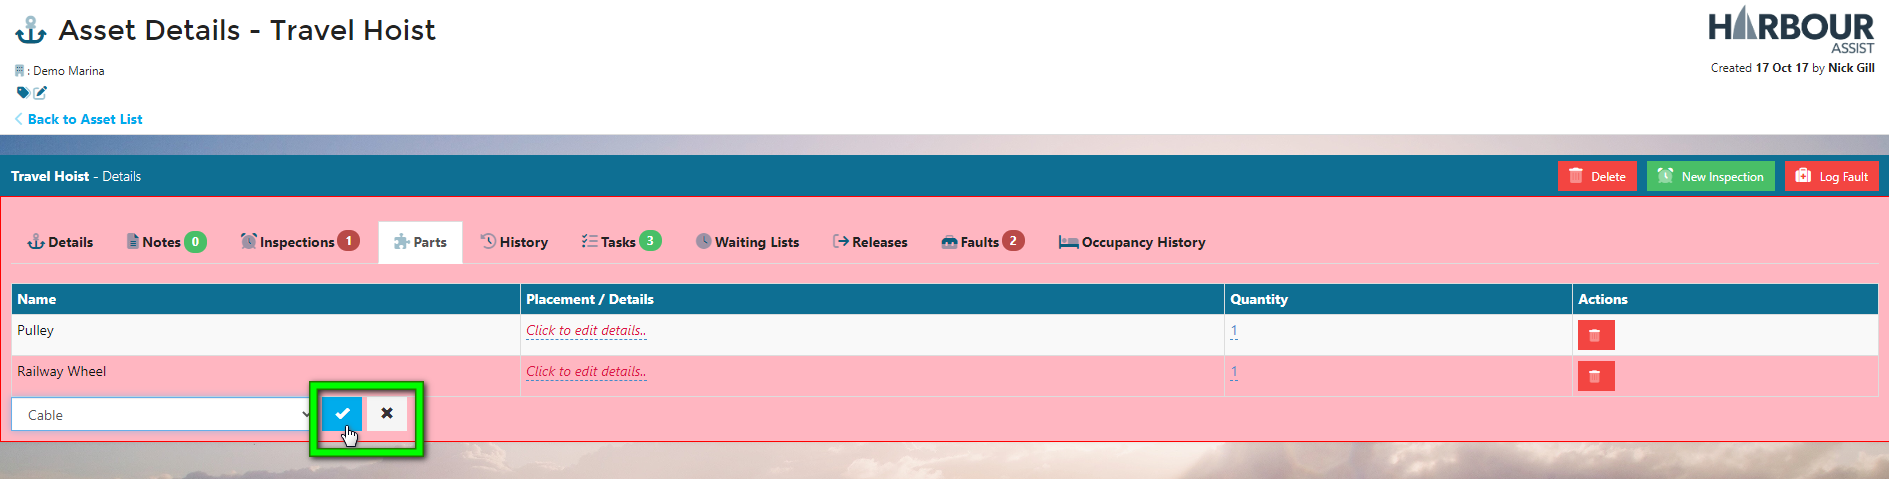 Asset Details - Travel Hoist
HARBOUR
ASSIST
: Demo Marina
Created 17 Oct 17 by Nick Gill
Back to Asset List
Travel Hoist - Details
Delete
New Inspection
Log Fault
Details
Notes 0
Inspections 1
Parts
History
Tasks 3
Waiting Lists
Releases
Faults 2
Occupancy History
Name Placement / Details Quantity Actions
Pulley Click to edit details.. 1
Railway Wheel Click to edit details.. 1
Cable